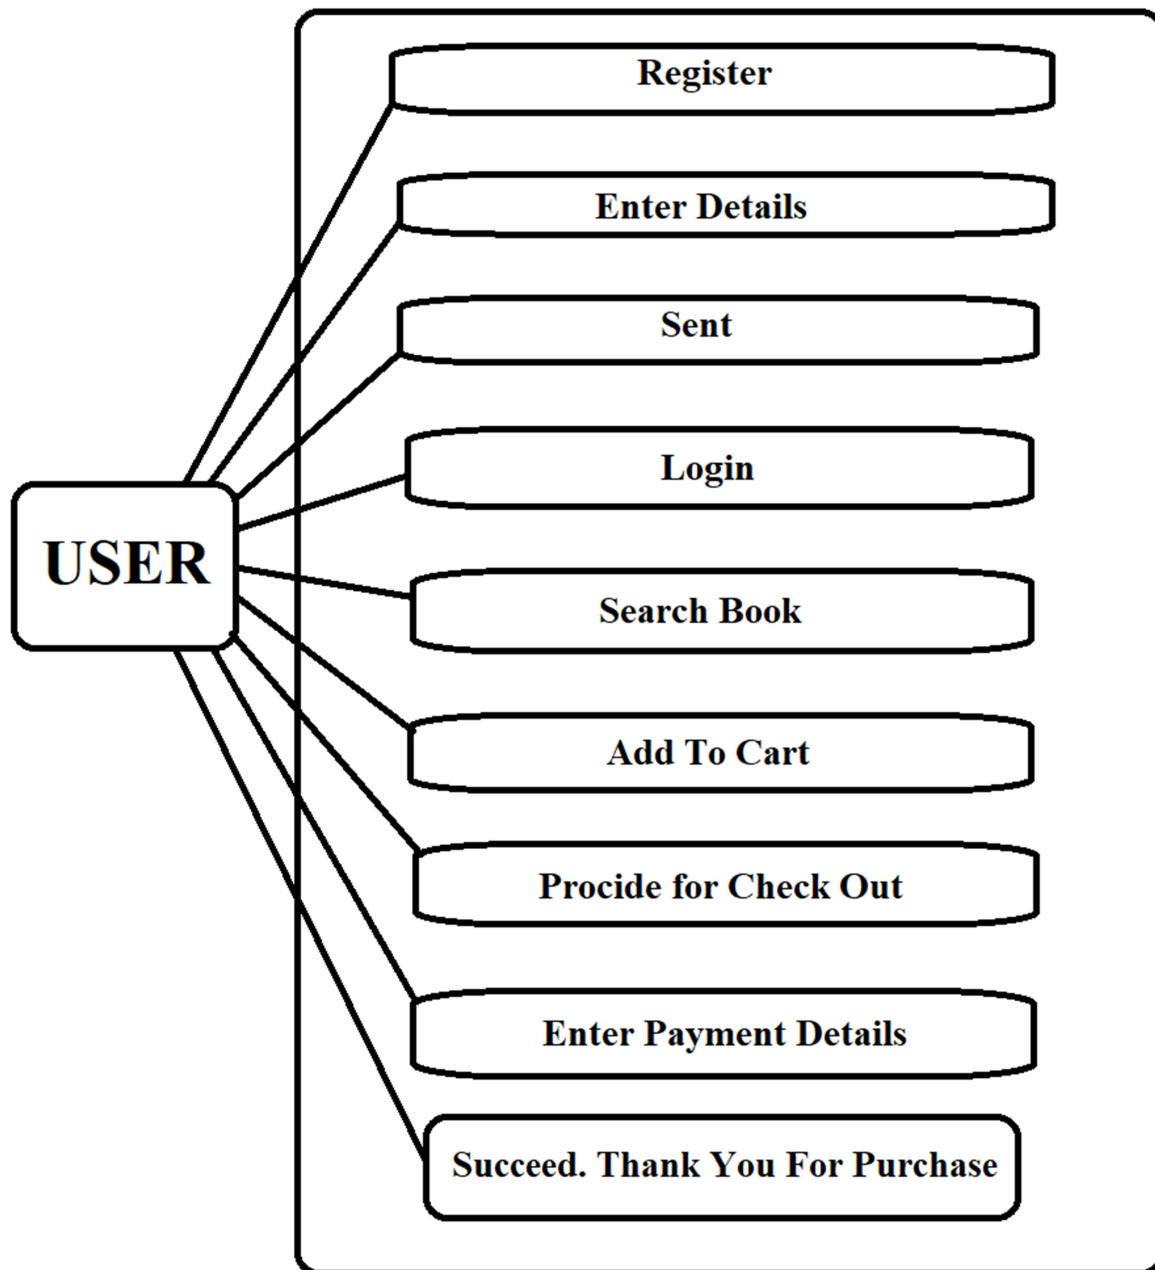 Register
Enter Details
Sent
Login
USER
Search Book
Add To Cart
Procide for Check Out
Enter Payment Details
Succeed. Thank You For Purchase